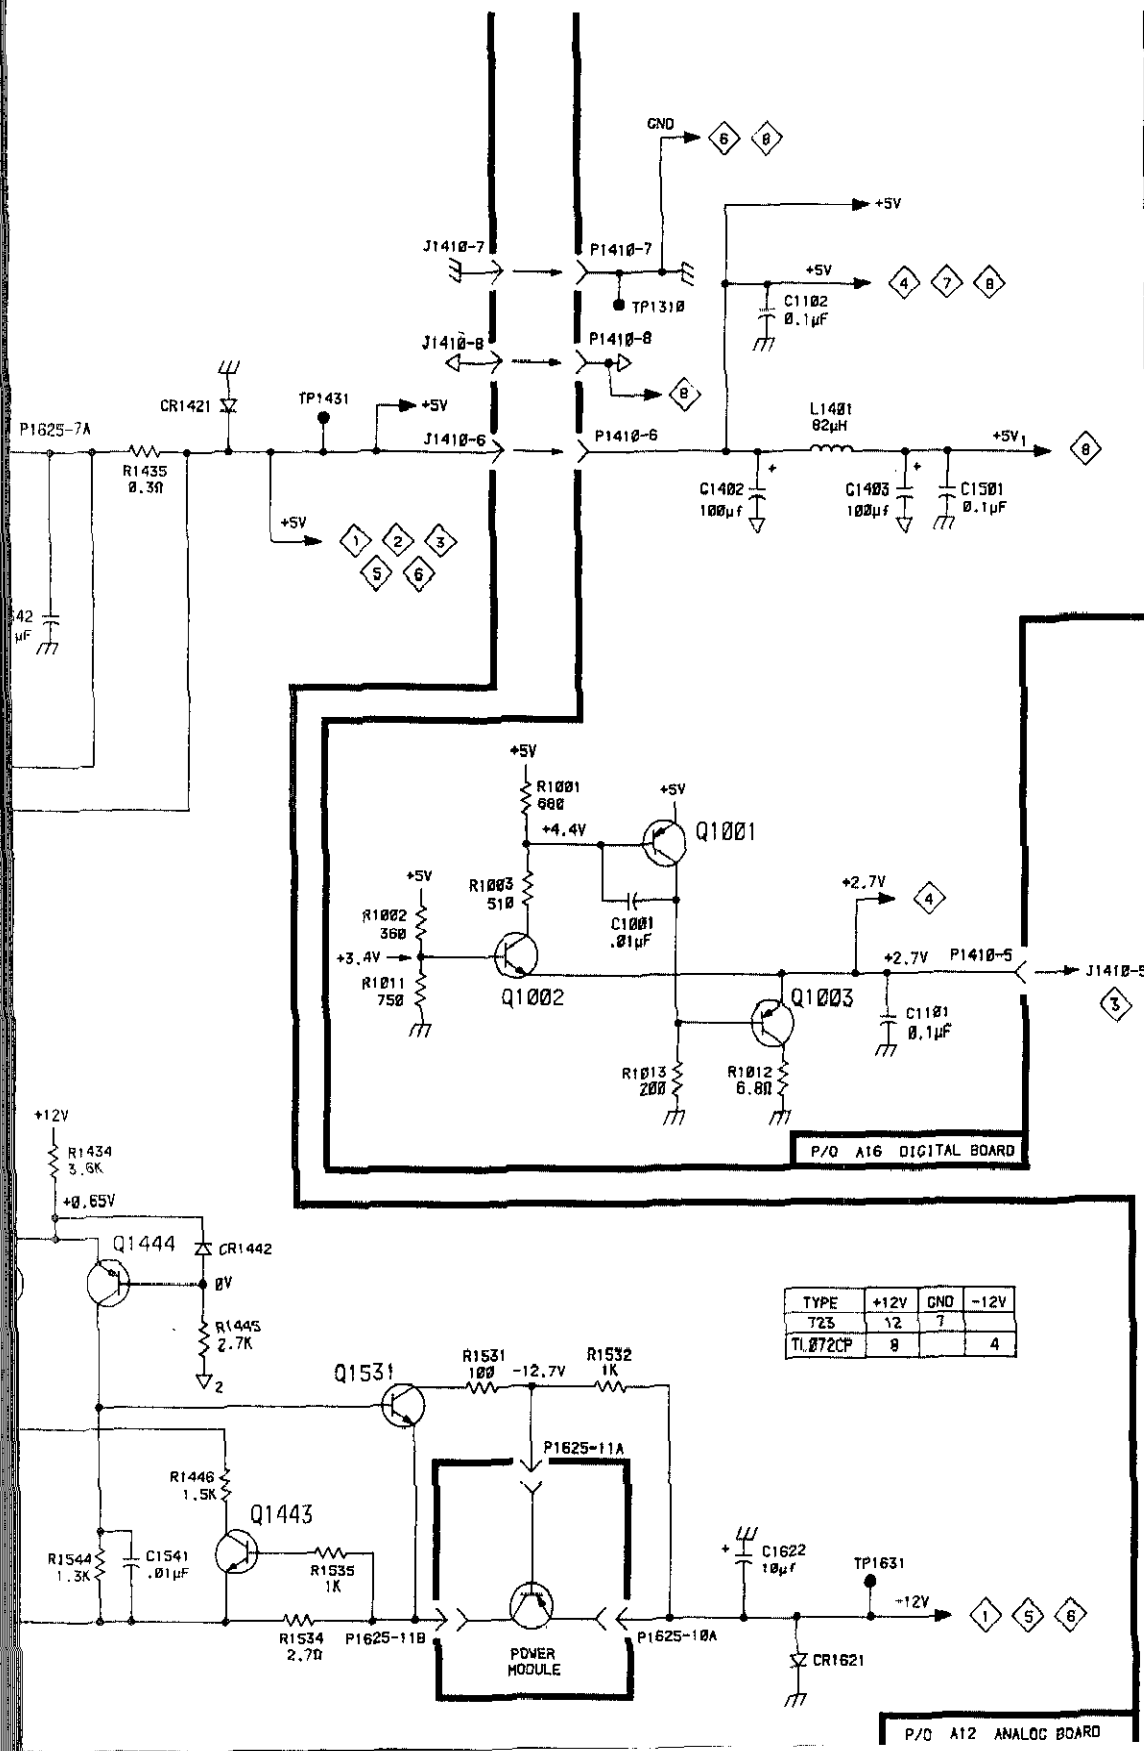 GND
6 8
+5V
J1410-7
P1410-7
+5V
4 7 8
TP1310
C1102
0.1µF
J1410-8
P1410-8
8
CR1421
TP1431
+5V
L1401
82µH
P1625-7A
J1410-6
P1410-6
+5V1
8
R1435
0.3Ω
C1402
100µf
+
C1403
100µf
+
C1501
0.1µF
+5V
1 2 3
5 6
42
µF
+5V
R1001
680
+5V
Q1001
+4.4V
+5V
R1003
510
+2.7V
4
R1002
360
C1001
.01µF
+3.4V
+2.7V
P1410-5
J1410-5
R1011
750
Q1002
Q1003
3
C1101
0.1µF
R1013
200
R1012
6.8Ω
+12V
R1434
3.6K
P/O A16 DIGITAL BOARD
+0.65V
Q1444
CR1442
0V
TYPE +12V GND -12V
723 12 7
TL072CP 8 4
R1445
2.7K
2
Q1531
R1531
100
-12.7V
R1532
1K
P1625-11A
R1446
1.5K
Q1443
R1544
1.3K
C1541
.01µF
R1535
1K
+
C1622
10µf
TP1631
-12V
1 5 6
R1534
2.7Ω
P1625-11B
P1625-10A
POWER
MODULE
CR1621
P/O A12 ANALOG BOARD